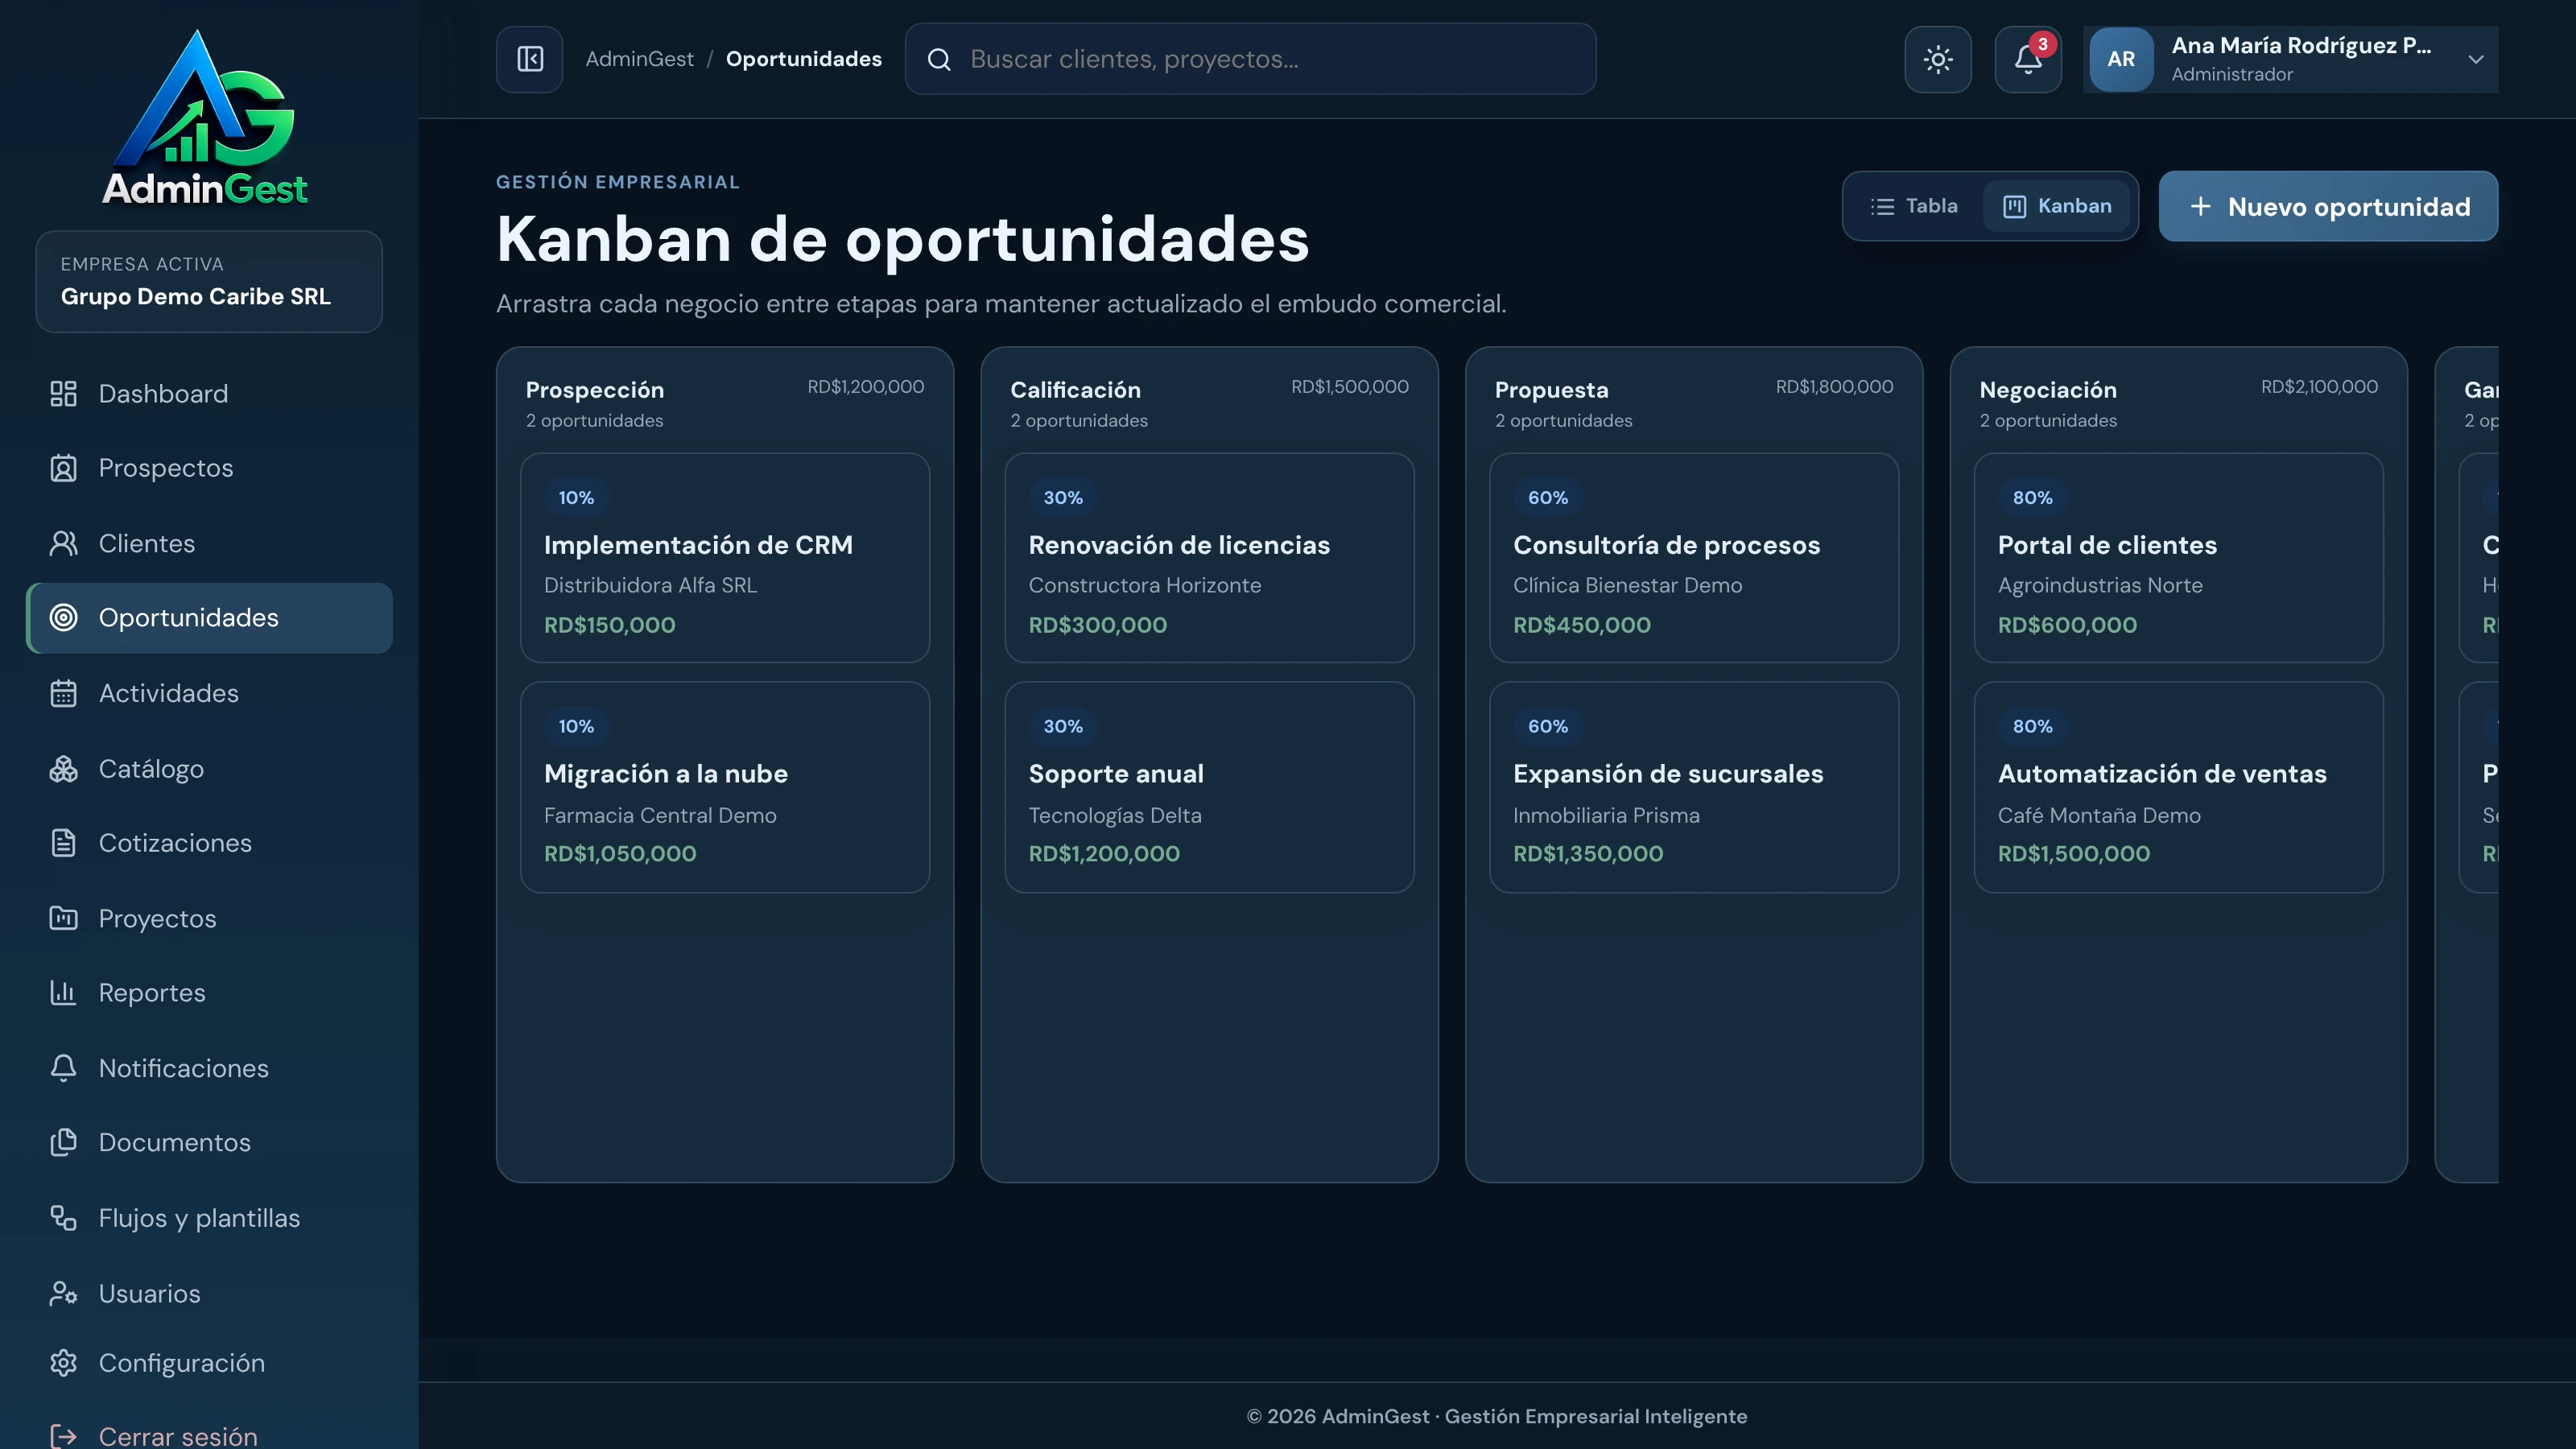 AdminGest
EMPRESA ACTIVA
Grupo Demo Caribe SRL
Dashboard
Prospectos
Clientes
Oportunidades
Actividades
Catálogo
Cotizaciones
Proyectos
Reportes
Notificaciones
Documentos
Flujos y plantillas
Usuarios
Configuración
Cerrar sesión
AdminGest / Oportunidades
Buscar clientes, proyectos...
3
AR
Ana María Rodríguez P...
Administrador
GESTIÓN EMPRESARIAL
Kanban de oportunidades
Arrastra cada negocio entre etapas para mantener actualizado el embudo comercial.
Tabla
Kanban
Nuevo oportunidad
Prospección
RD$1,200,000
2 oportunidades
10%
Implementación de CRM
Distribuidora Alfa SRL
RD$150,000
10%
Migración a la nube
Farmacia Central Demo
RD$1,050,000
Calificación
RD$1,500,000
2 oportunidades
30%
Renovación de licencias
Constructora Horizonte
RD$300,000
30%
Soporte anual
Tecnologías Delta
RD$1,200,000
Propuesta
RD$1,800,000
2 oportunidades
60%
Consultoría de procesos
Clínica Bienestar Demo
RD$450,000
60%
Expansión de sucursales
Inmobiliaria Prisma
RD$1,350,000
Negociación
RD$2,100,000
2 oportunidades
80%
Portal de clientes
Agroindustrias Norte
RD$600,000
80%
Automatización de ventas
Café Montaña Demo
RD$1,500,000
© 2026 AdminGest · Gestión Empresarial Inteligente